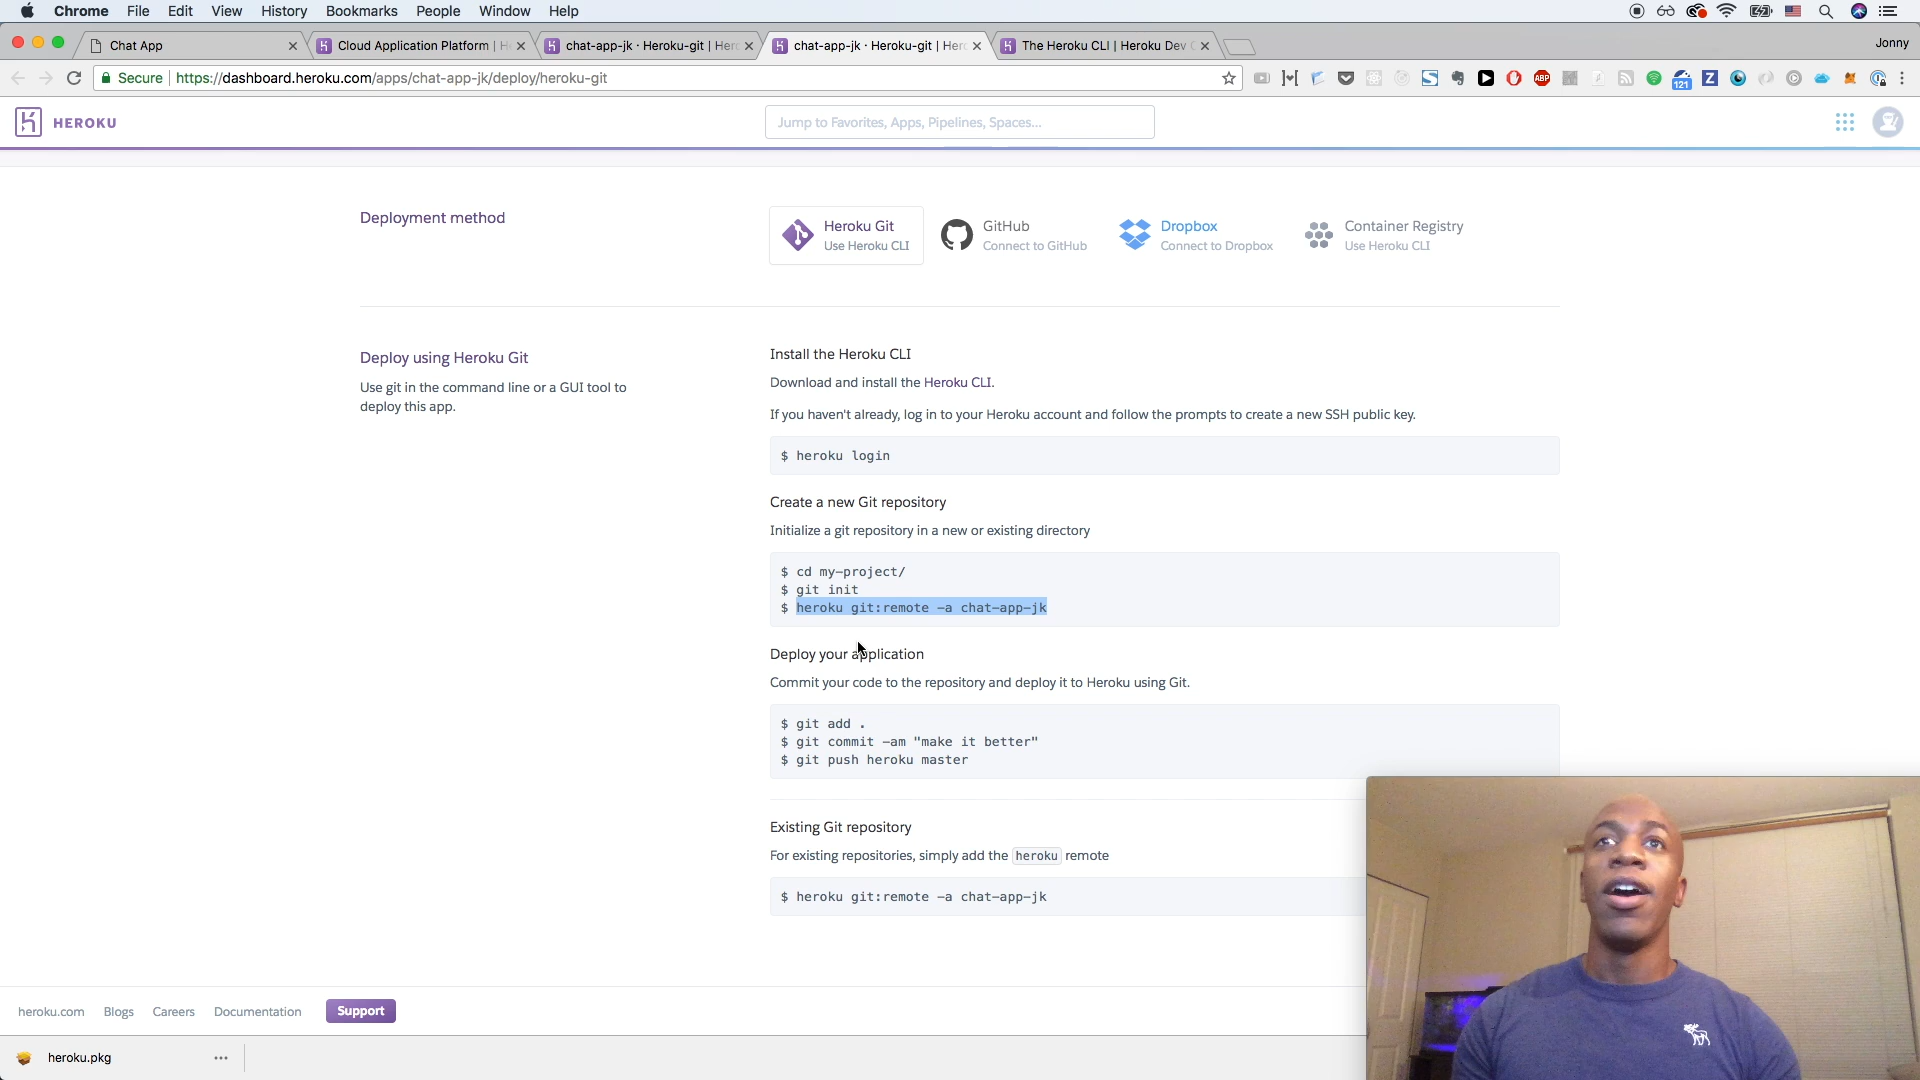 Chrome File Edit View History Bookmarks People Window Help
Chat App
Cloud Application Platform | H
chat-app-jk · Heroku-git | Her
chat-app-jk · Heroku-git | Her
The Heroku CLI | Heroku Dev C
Jonny
Secure https://dashboard.heroku.com/apps/chat-app-jk/deploy/heroku-git
ABP
121
Z
HEROKU
Jump to Favorites, Apps, Pipelines, Spaces...
Deployment method
Heroku Git
Use Heroku CLI
GitHub
Connect to GitHub
Dropbox
Connect to Dropbox
Container Registry
Use Heroku CLI
Deploy using Heroku Git
Use git in the command line or a GUI tool to
deploy this app.
Install the Heroku CLI
Download and install the Heroku CLI.
If you haven't already, log in to your Heroku account and follow the prompts to create a new SSH public key.
$ heroku login
Create a new Git repository
Initialize a git repository in a new or existing directory
$ cd my-project/
$ git init
$ heroku git:remote -a chat-app-jk
Deploy your application
Commit your code to the repository and deploy it to Heroku using Git.
$ git add .
$ git commit -am "make it better"
$ git push heroku master
Existing Git repository
For existing repositories, simply add the heroku remote
$ heroku git:remote -a chat-app-jk
heroku.com Blogs Careers Documentation Support
heroku.pkg